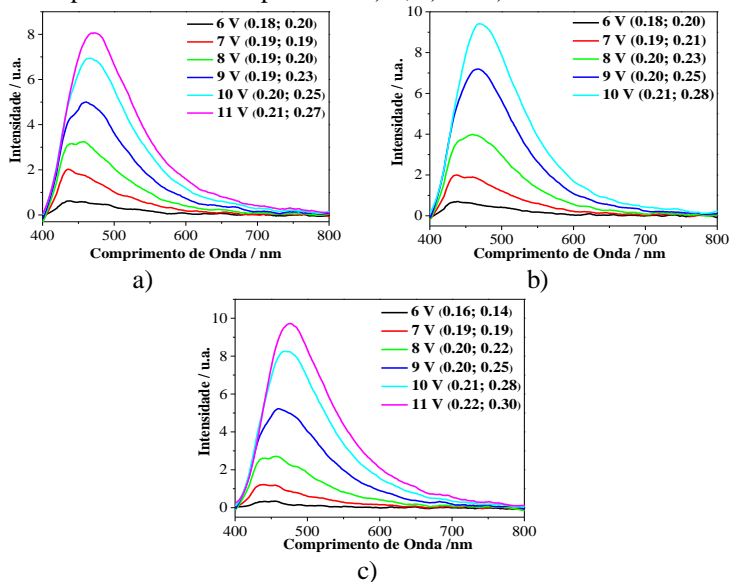 6 V (0.18; 0.20)
7 V (0.19; 0.19)
8 V (0.19; 0.20)
9 V (0.19; 0.23)
10 V (0.20; 0.25)
11 V (0.21; 0.27)
Intensidade / u.a.
8
6
4
2
0
400 500 600 700 800
Comprimento de Onda / nm
a)
6 V (0.18; 0.20)
7 V (0.19; 0.21)
8 V (0.20; 0.23)
9 V (0.20; 0.25)
10 V (0.21; 0.28)
Intensidade / u.a.
10
8
6
4
2
0
400 500 600 700 800
Comprimento de Onda / nm
b)
6 V (0.16; 0.14)
7 V (0.19; 0.19)
8 V (0.20; 0.22)
9 V (0.20; 0.25)
10 V (0.21; 0.28)
11 V (0.22; 0.30)
Intensidade / u.a.
10
8
6
4
2
0
400 500 600 700 800
Comprimento de Onda /nm
c)